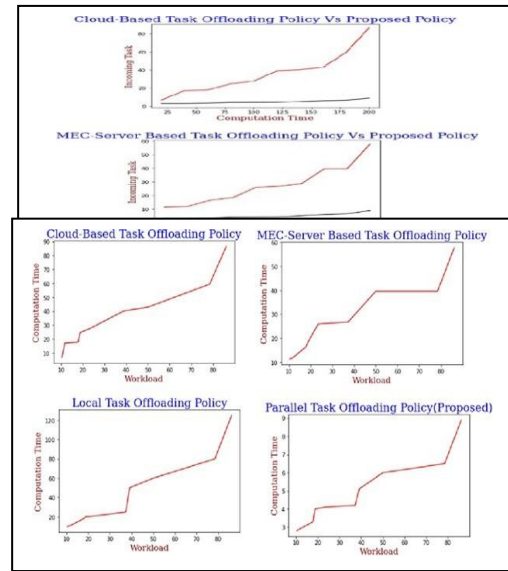 Cloud-Based Task Offloading Policy Vs Proposed Policy
80
60
40
20
0
Incoming Task
25 50 75 100 125 150 175 200
Computation Time
MEC-Server Based Task Offloading Policy Vs Proposed Policy
60
50
40
30
20
10
Incoming Task
Cloud-Based Task Offloading Policy
90
80
70
60
50
40
30
20
10
Computation Time
10 20 30 40 50 60 70 80
Workload
MEC-Server Based Task Offloading Policy
60
50
40
30
20
10
Computation Time
10 20 30 40 50 60 70 80
Workload
Local Task Offloading Policy
120
100
80
60
40
20
Computation Time
10 20 30 40 50 60 70 80
Workload
Parallel Task Offloading Policy(Proposed)
9
8
7
6
5
4
3
Computation Time
10 20 30 40 50 60 70 80
Workload